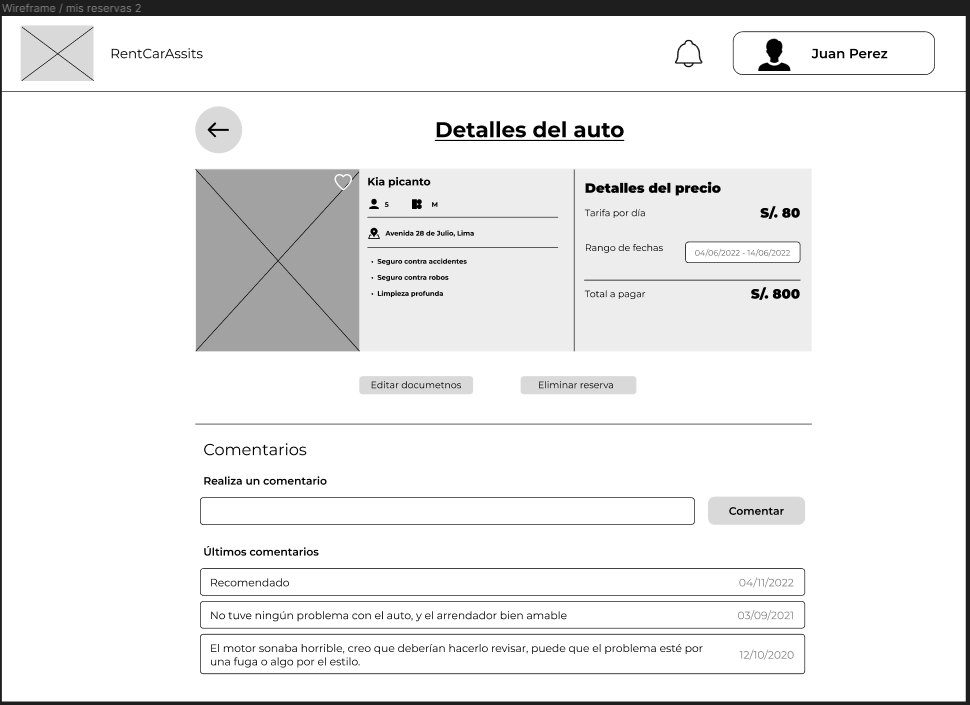 Wireframe / mis reservas 2
RentCarAssits
Juan Perez
Detalles del auto
Kia picanto
5
M
Avenida 28 de Julio, Lima
• Seguro contra accidentes
• Seguro contra robos
• Limpieza profunda
Detalles del precio
Tarifa por día S/. 80
Rango de fechas 04/06/2022 - 14/06/2022
Total a pagar S/. 800
Editar documetnos
Eliminar reserva
Comentarios
Realiza un comentario
Comentar
Últimos comentarios
Recomendado 04/11/2022
No tuve ningún problema con el auto, y el arrendador bien amable 03/09/2021
El motor sonaba horrible, creo que deberían hacerlo revisar, puede que el problema esté por
una fuga o algo por el estilo.
12/10/2020